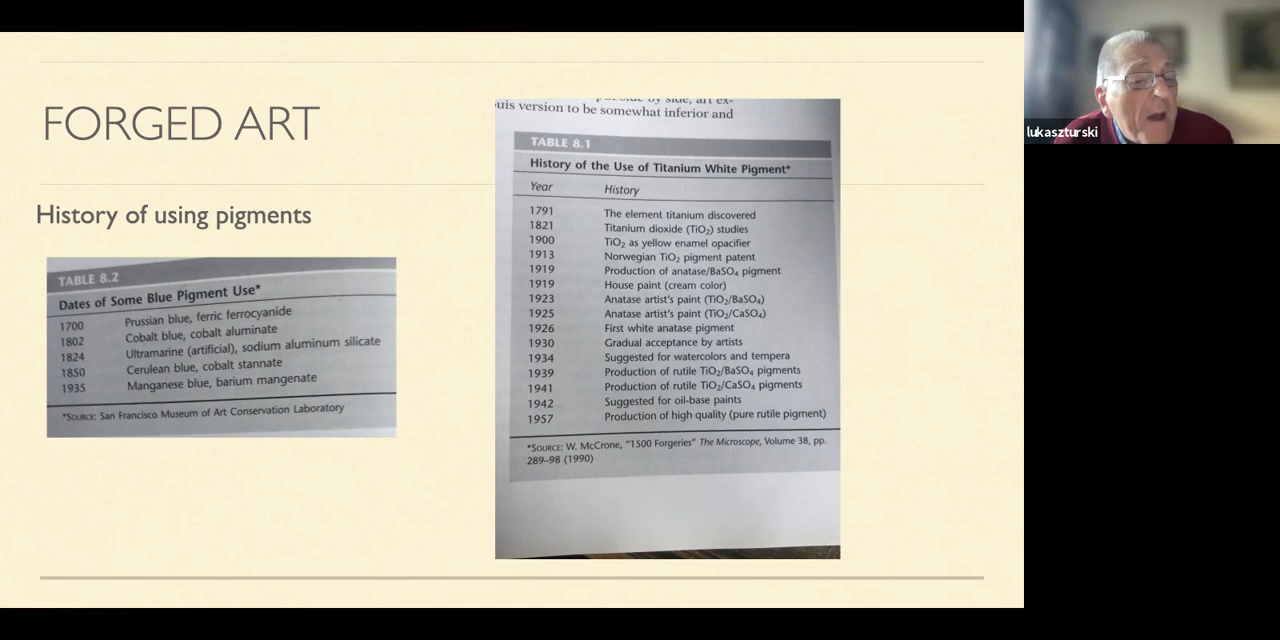 FORGED ART
History of using pigments
TABLE 8.2
Dates of Some Blue Pigment Use*
1700 Prussian blue, ferric ferrocyanide
1802 Cobalt blue, cobalt aluminate
1824 Ultramarine (artificial), sodium aluminum silicate
1850 Cerulean blue, cobalt stannate
1935 Manganese blue, barium mangenate
*SOURCE: San Francisco Museum of Art Conservation Laboratory
side by side, art ex-
uis version to be somewhat inferior and
TABLE 8.1
History of the Use of Titanium White Pigment*
Year History
1791 The element titanium discovered
1821 Titanium dioxide (TiO₂) studies
1900 TiO₂ as yellow enamel opacifier
1913 Norwegian TiO₂ pigment patent
1919 Production of anatase/BaSO₄ pigment
1919 House paint (cream color)
1923 Anatase artist's paint (TiO₂/BaSO₄)
1925 Anatase artist's paint (TiO₂/CaSO₄)
1926 First white anatase pigment
1930 Gradual acceptance by artists
1934 Suggested for watercolors and tempera
1939 Production of rutile TiO₂/BaSO₄ pigments
1941 Production of rutile TiO₂/CaSO₄ pigments
1942 Suggested for oil-base paints
1957 Production of high quality (pure rutile pigment)
*SOURCE: W. McCrone, "1500 Forgeries" The Microscope, Volume 38, pp.
289–98 (1990)
lukaszturski